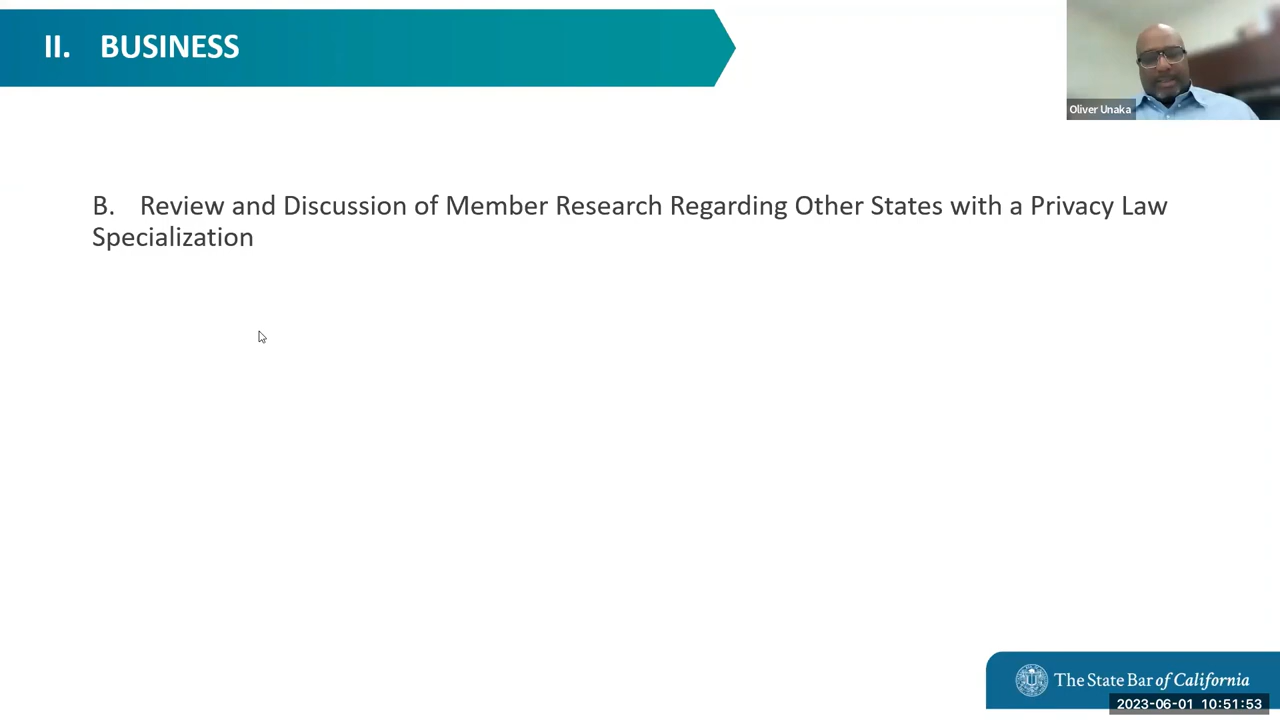 II. BUSINESS
Oliver Unaka
B. Review and Discussion of Member Research Regarding Other States with a Privacy Law
Specialization
The State Bar of California
2023-06-01 10:51:53